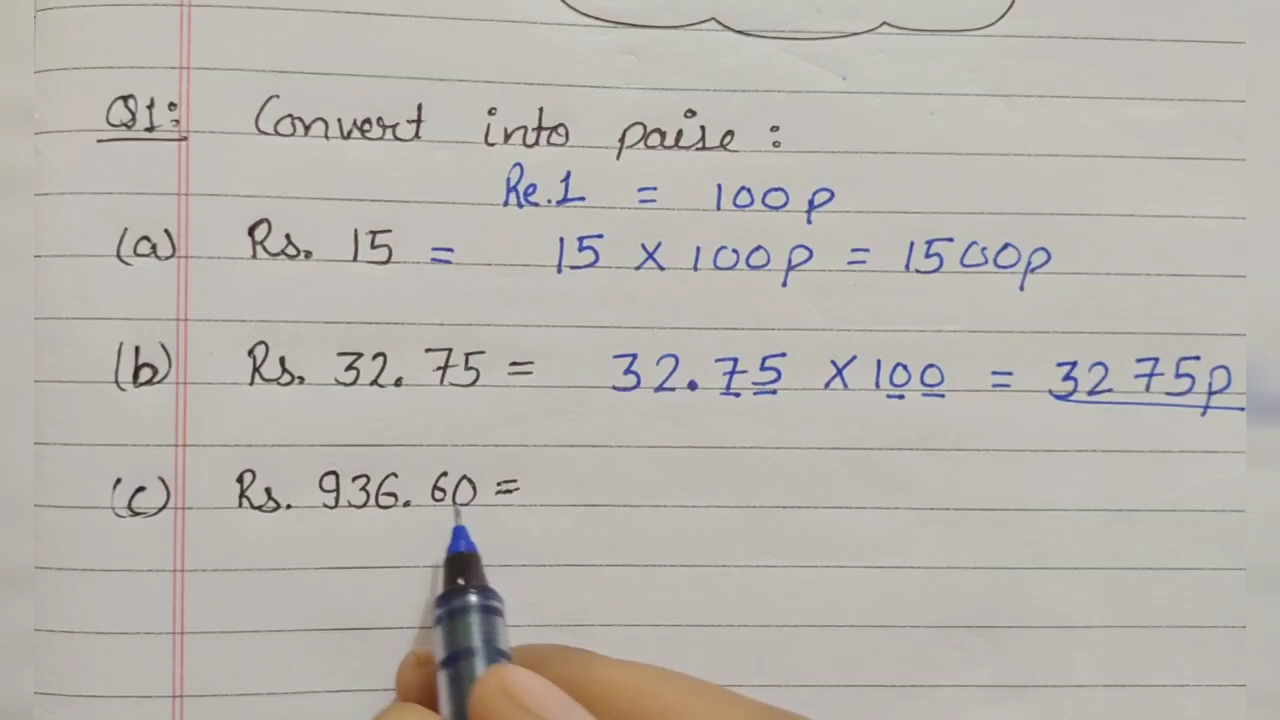 Q1: Convert into paise :
Re.1 = 100p
(a) Rs. 15 = 15 X 100p = 1500p
(b) Rs. 32.75 = 32.75 X 100 = 3275p
(c) Rs. 936.60 =